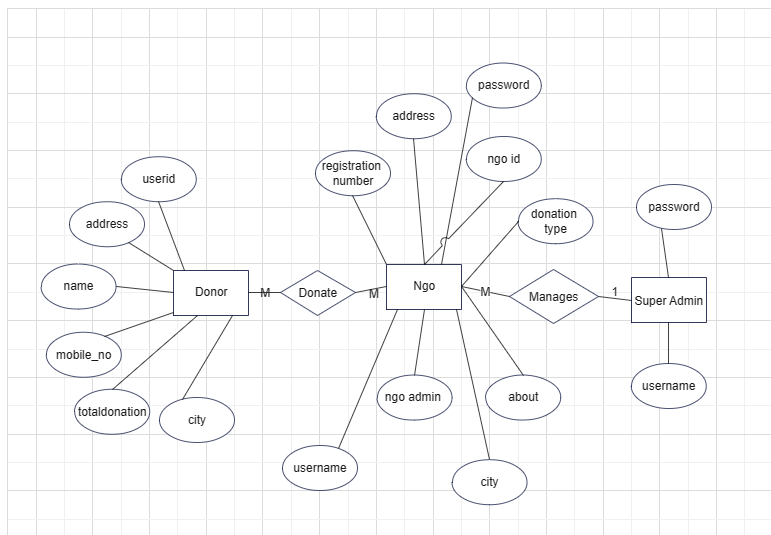 password
address
ngo id
registration
number
userid
password
donation
type
address
name
Donor
M
Donate
M
Ngo
M
Manages
1
Super Admin
mobile_no
totaldonation
city
ngo admin
about
username
username
city